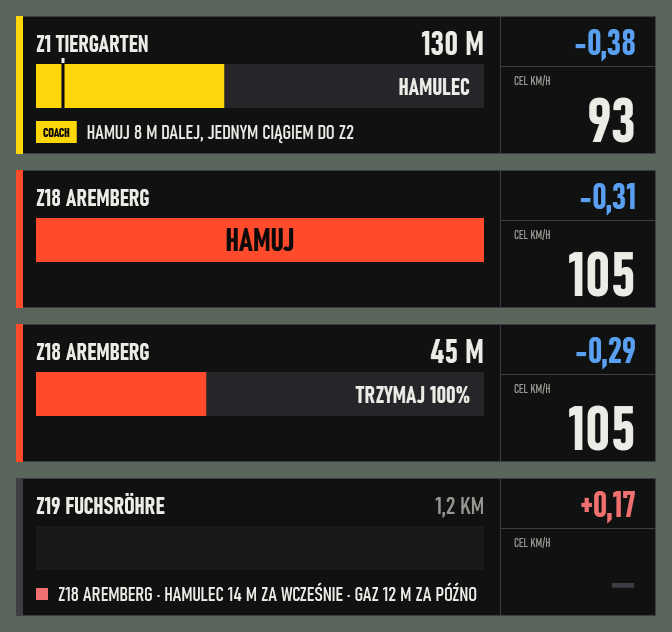 Z1 TIERGARTEN 130 M
-0,38
HAMULEC
CEL KM/H
93
COACH HAMUJ 8 M DALEJ, JEDNYM CIĄGIEM DO Z2
Z18 AREMBERG
-0,31
HAMUJ
CEL KM/H
105
Z18 AREMBERG 45 M
-0,29
TRZYMAJ 100%
CEL KM/H
105
Z19 FUCHSRÖHRE 1,2 KM
+0,17
CEL KM/H
–
Z18 AREMBERG · HAMULEC 14 M ZA WCZEŚNIE · GAZ 12 M ZA PÓŹNO